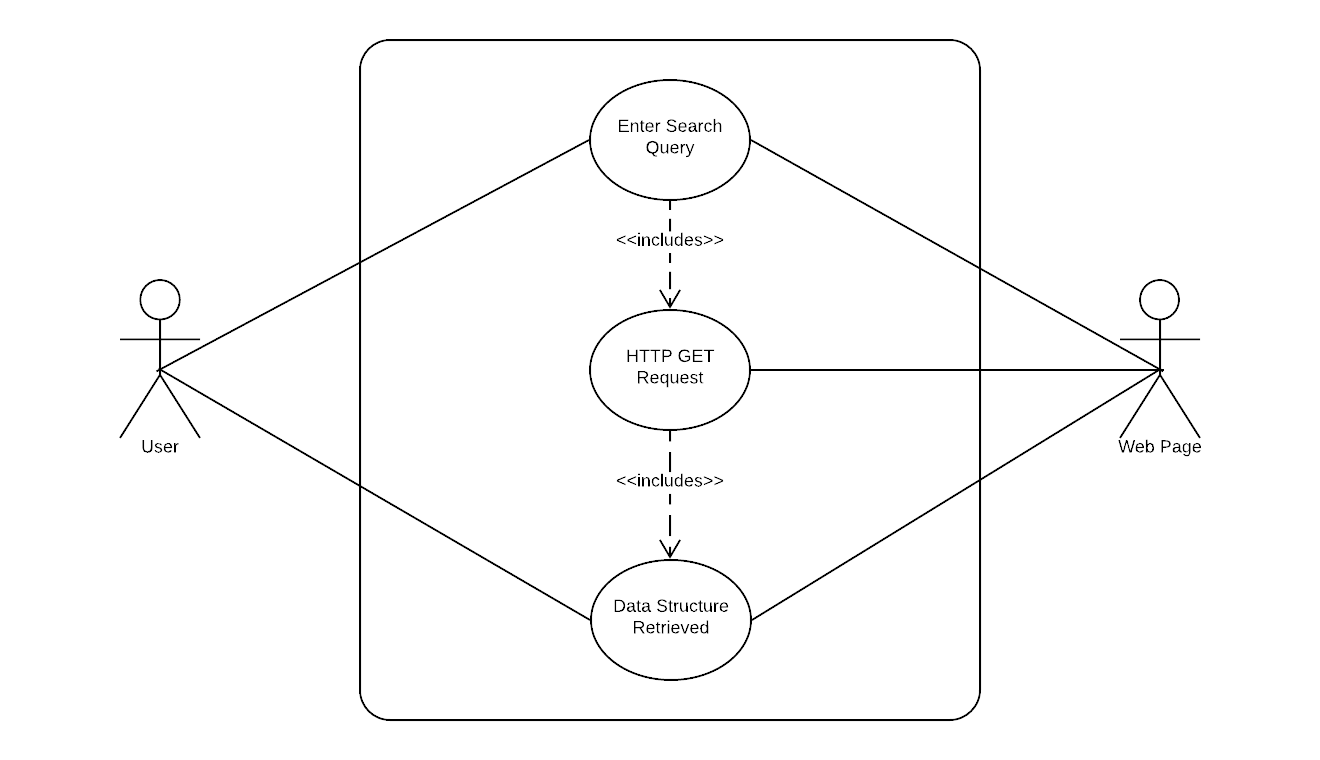 Enter Search
Query
<<includes>>
HTTP GET
Request
User
Web Page
<<includes>>
Data Structure
Retrieved